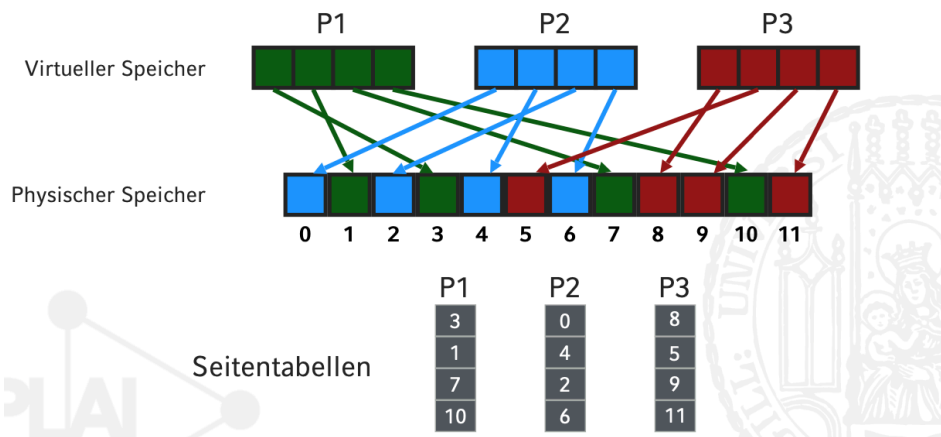 P1 P2 P3
Virtueller Speicher
Physischer Speicher
0 1 2 3 4 5 6 7 8 9 10 11
P1 P2 P3
3 0 8
1 4 5
Seitentabellen
7 2 9
10 6 11
PLAI